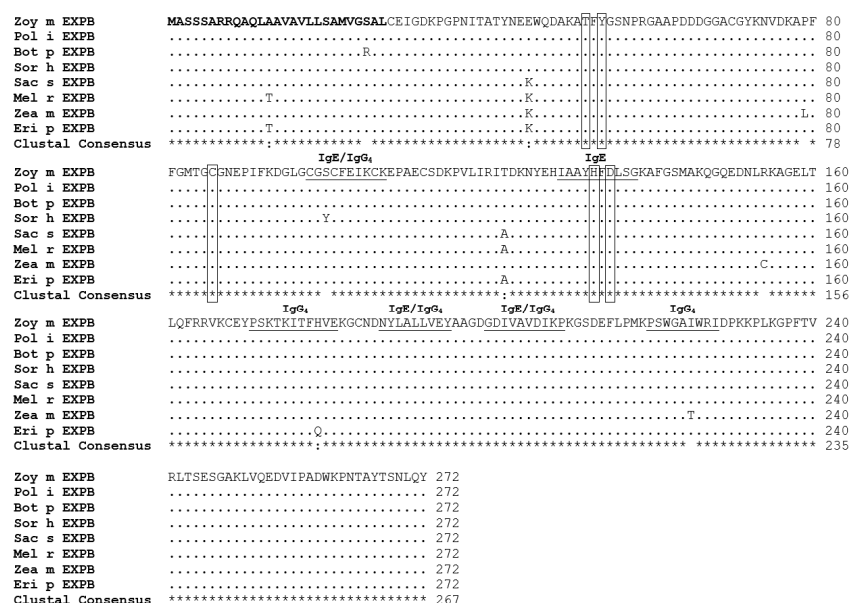 Zoy m EXPB MASSSARRQAQLAAVAVLLSAMVGSALCEIGDKPGPNITATYNEEWQDAKATFYGSNPRGAAPDDDGGACGYKNVDKAPF 80
Pol i EXPB ................................................................................ 80
Bot p EXPB ........................R....................................................... 80
Sor h EXPB ................................................................................ 80
Sac s EXPB ............................................K................................... 80
Mel r EXPB ............T...............................K................................... 80
Zea m EXPB ............................................K.................................L. 80
Eri p EXPB ............T...............................K................................... 80
Clustal Consensus ************:*********** *******************:********************************* * 78
IgE/IgG4 IgE
Zoy m EXPB FGMTGCGNEPIFKDGLGCGSCFEIKCKEPAECSDKPVLIRITDKNYEHIAAYHFDLSGKAFGSMAKQGQEDNLRKAGELT 160
Pol i EXPB ................................................................................ 160
Bot p EXPB ................................................................................ 160
Sor h EXPB ...................Y............................................................ 160
Sac s EXPB .........................................A...................................... 160
Mel r EXPB .........................................A...................................... 160
Zea m EXPB .........................................................................C...... 160
Eri p EXPB .........................................A...................................... 160
Clustal Consensus ******************* *********************:******************************* ****** 156
IgG4 IgE/IgG4 IgE/IgG4 IgG4
Zoy m EXPB LQFRRVKCEYPSKTKITFHVEKGCNDNYLALLVEYAAGDGDIVAVDIKPKGSDEFLPMKPSWGAIWRIDPKKPLKGPFTV 240
Pol i EXPB ................................................................................ 240
Bot p EXPB ................................................................................ 240
Sor h EXPB ................................................................................ 240
Sac s EXPB ................................................................................ 240
Mel r EXPB ................................................................................ 240
Zea m EXPB ................................................................T............... 240
Eri p EXPB ..................Q............................................................. 240
Clustal Consensus ******************:********************************************* *************** 235
Zoy m EXPB RLTSESGAKLVQEDVIPADWKPNTAYTSNLQY 272
Pol i EXPB ................................ 272
Bot p EXPB ................................ 272
Sor h EXPB ................................ 272
Sac s EXPB ................................ 272
Mel r EXPB ................................ 272
Zea m EXPB ................................ 272
Eri p EXPB ................................ 272
Clustal Consensus ******************************** 267